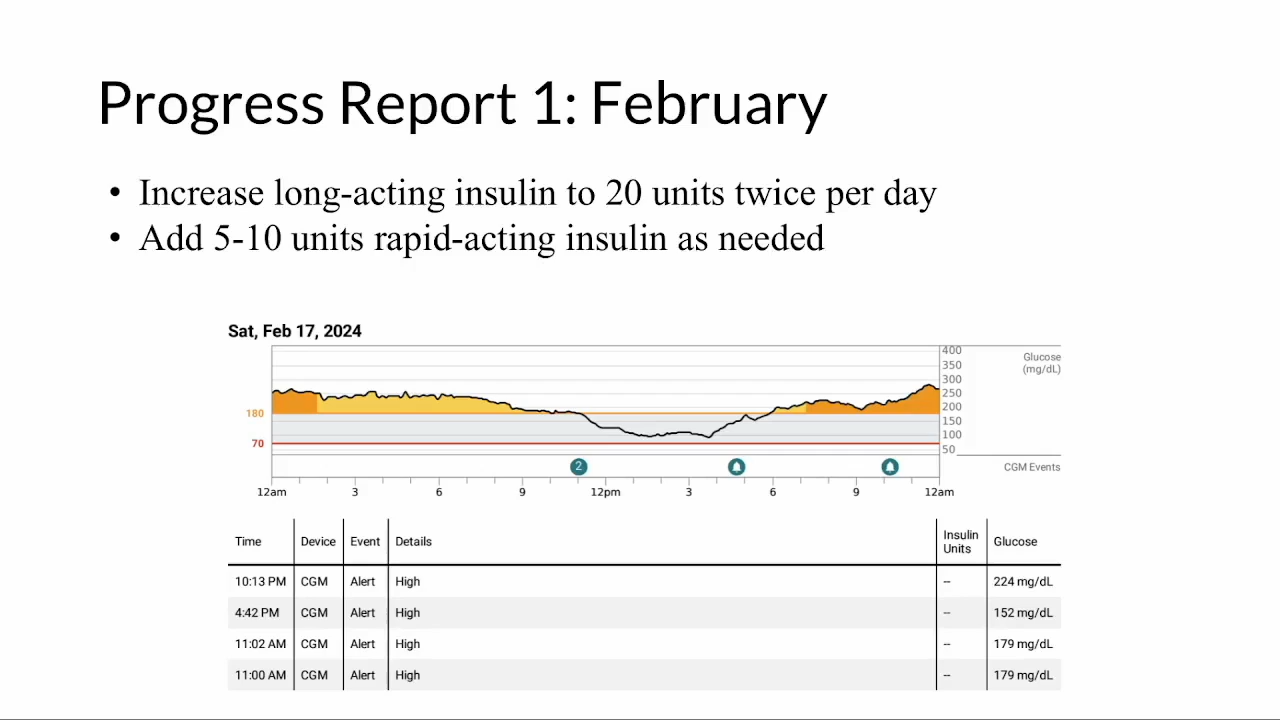 Progress Report 1: February
• Increase long-acting insulin to 20 units twice per day
• Add 5-10 units rapid-acting insulin as needed
Sat, Feb 17, 2024
400
350
300
250
200
150
100
50
Glucose
(mg/dL)
180
70
2
CGM Events
12am 3 6 9 12pm 3 6 9 12am
Time Device Event Details Insulin Units Glucose
10:13 PM CGM Alert High -- 224 mg/dL
4:42 PM CGM Alert High -- 152 mg/dL
11:02 AM CGM Alert High -- 179 mg/dL
11:00 AM CGM Alert High -- 179 mg/dL